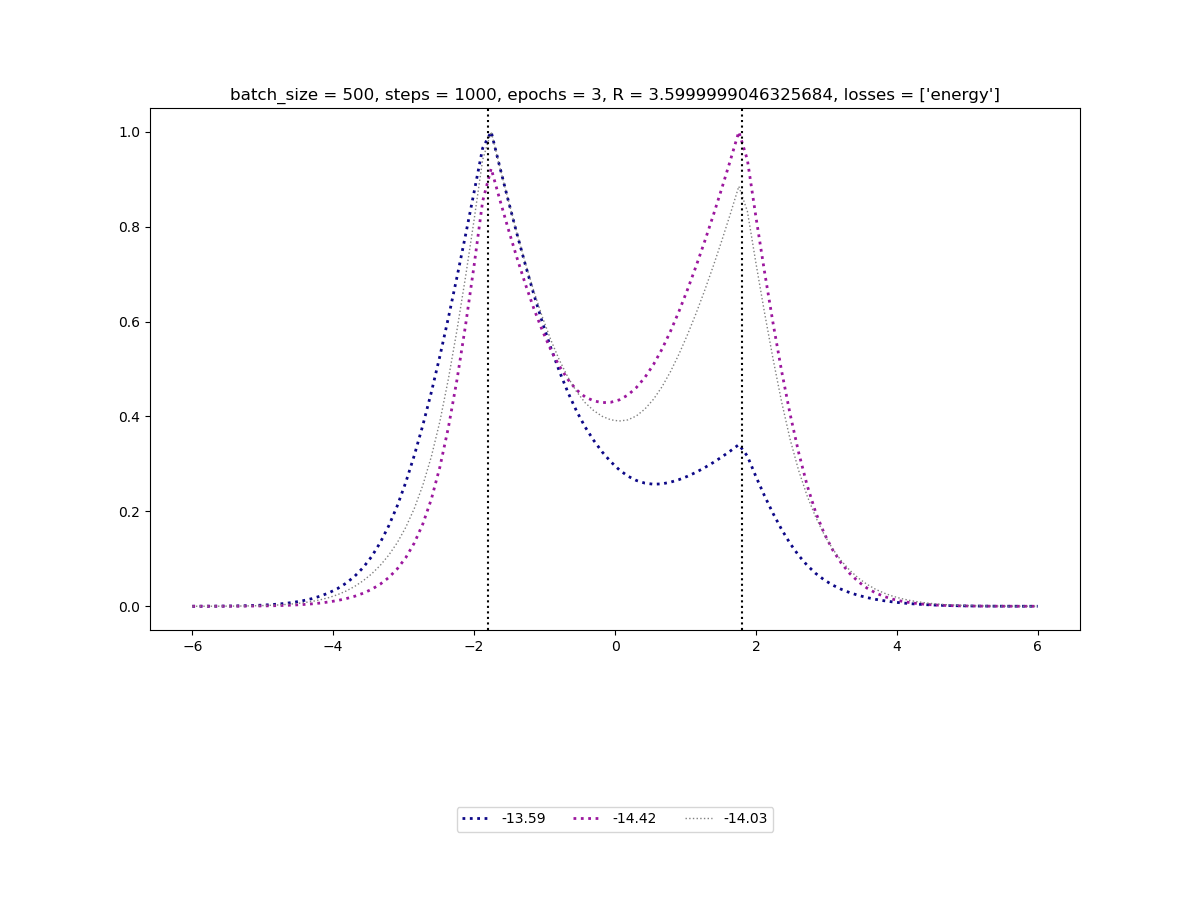 batch_size = 500, steps = 1000, epochs = 3, R = 3.5999999046325684, losses = ['energy']
1.0
0.8
0.6
0.4
0.2
0.0
−6 −4 −2 0 2 4 6
-13.59 -14.42 -14.03